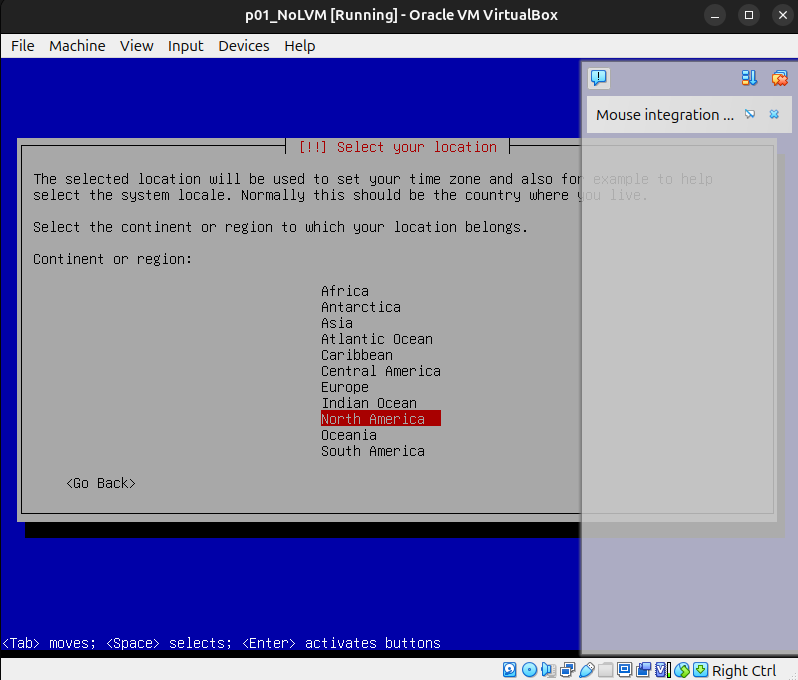 p01_NoLVM [Running] - Oracle VM VirtualBox
File Machine View Input Devices Help
Mouse integration ...
[!!] Select your location
The selected location will be used to set your time zone and also for example to help
select the system locale. Normally this should be the country where you live.
Select the continent or region to which your location belongs.
Continent or region:
Africa
Antarctica
Asia
Atlantic Ocean
Caribbean
Central America
Europe
Indian Ocean
North America
Oceania
South America
<Go Back>
<Tab> moves; <Space> selects; <Enter> activates buttons
Right Ctrl